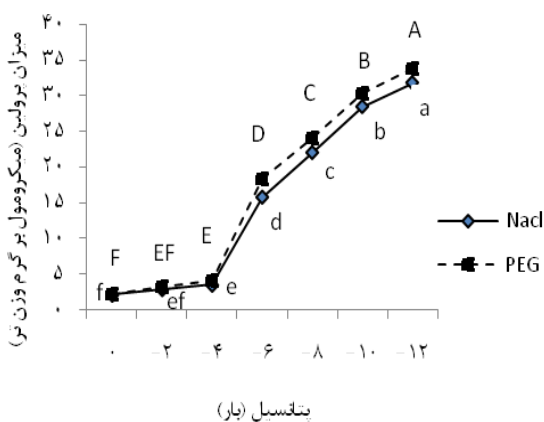 میزان پرولین (میکرومول بر گرم وزن تر)
۴۰
۳۵
۳۰
۲۵
۲۰
۱۵
۱۰
۵
۰
A
B
C
D
E
EF
F
a
b
c
d
e
ef
f
Nacl
PEG
۰ -۲ -۴ -۶ -۸ -۱۰ -۱۲
پتانسیل (بار)